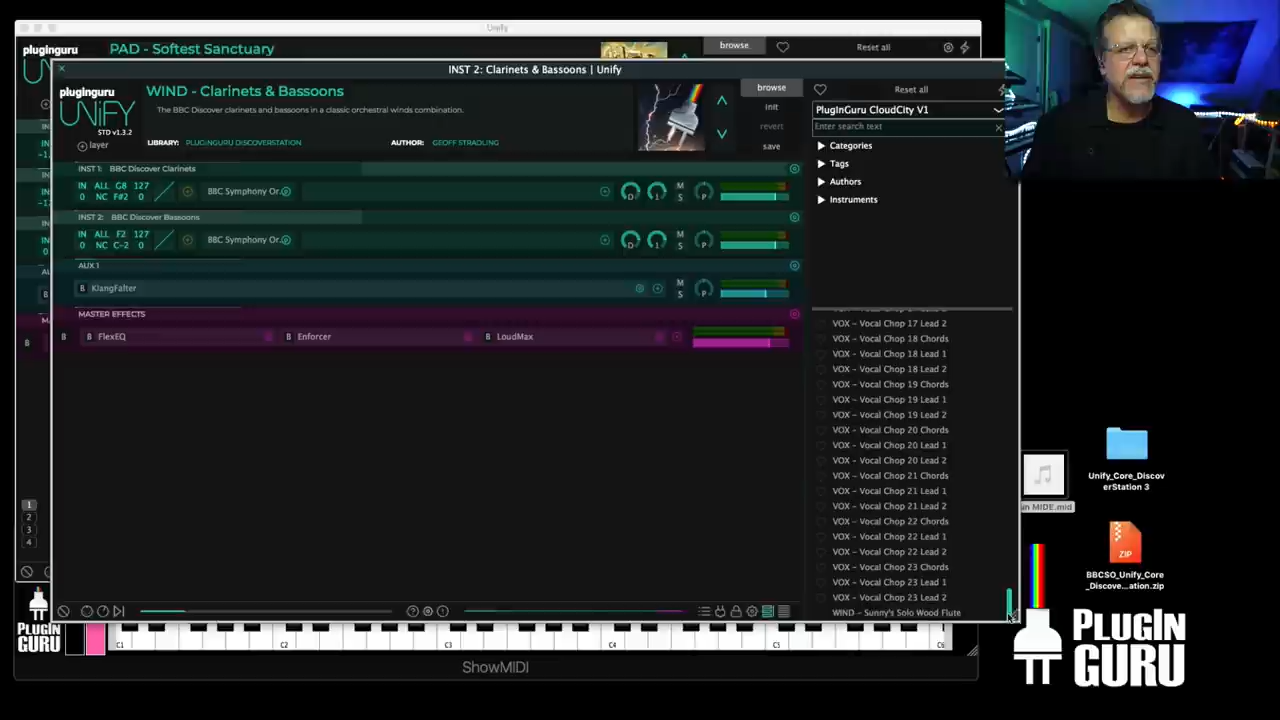 Unify
pluginguru
PAD - Softest Sanctuary
browse
Reset all
INST 2: Clarinets & Bassoons | Unify
pluginguru
UNIFY
STD v1.3.2
layer
WIND - Clarinets & Bassoons
The BBC Discover clarinets and bassoons in a classic orchestral winds combination.
LIBRARY: PLUGINGURU DISCOVERSTATION
AUTHOR: GEOFF STRADLING
browse
init
revert
save
Reset all
PlugInGuru CloudCity V1
Enter search text
Categories
Tags
Authors
Instruments
INST 1: BBC Discover Clarinets
IN ALL G8 127
0 NC F#2 0
BBC Symphony Or.
D I M S P
INST 2: BBC Discover Bassoons
IN ALL F2 127
0 NC C-2 0
BBC Symphony Or.
D I M S P
AUX 1
B KlangFalter
M S P
MASTER EFFECTS
B
B FlexEQ
B Enforcer
B LoudMax
VOX - Vocal Chop 17 Lead 2
VOX - Vocal Chop 18 Chords
VOX - Vocal Chop 18 Lead 1
VOX - Vocal Chop 18 Lead 2
VOX - Vocal Chop 19 Chords
VOX - Vocal Chop 19 Lead 1
VOX - Vocal Chop 19 Lead 2
VOX - Vocal Chop 20 Chords
VOX - Vocal Chop 20 Lead 1
VOX - Vocal Chop 20 Lead 2
VOX - Vocal Chop 21 Chords
VOX - Vocal Chop 21 Lead 1
VOX - Vocal Chop 21 Lead 2
VOX - Vocal Chop 22 Chords
VOX - Vocal Chop 22 Lead 1
VOX - Vocal Chop 22 Lead 2
VOX - Vocal Chop 23 Chords
VOX - Vocal Chop 23 Lead 1
VOX - Vocal Chop 23 Lead 2
WIND - Sunny's Solo Wood Flute
1
2
3
4
un MIDE.mid
Unify_Core_Discov
erStation 3
ZIP
BBCSO_Unify_Core
_Discove...ation.zip
PLUGIN
GURU
C1 C2 C3 C4 C5 C6
ShowMIDI
PLUGIN
GURU